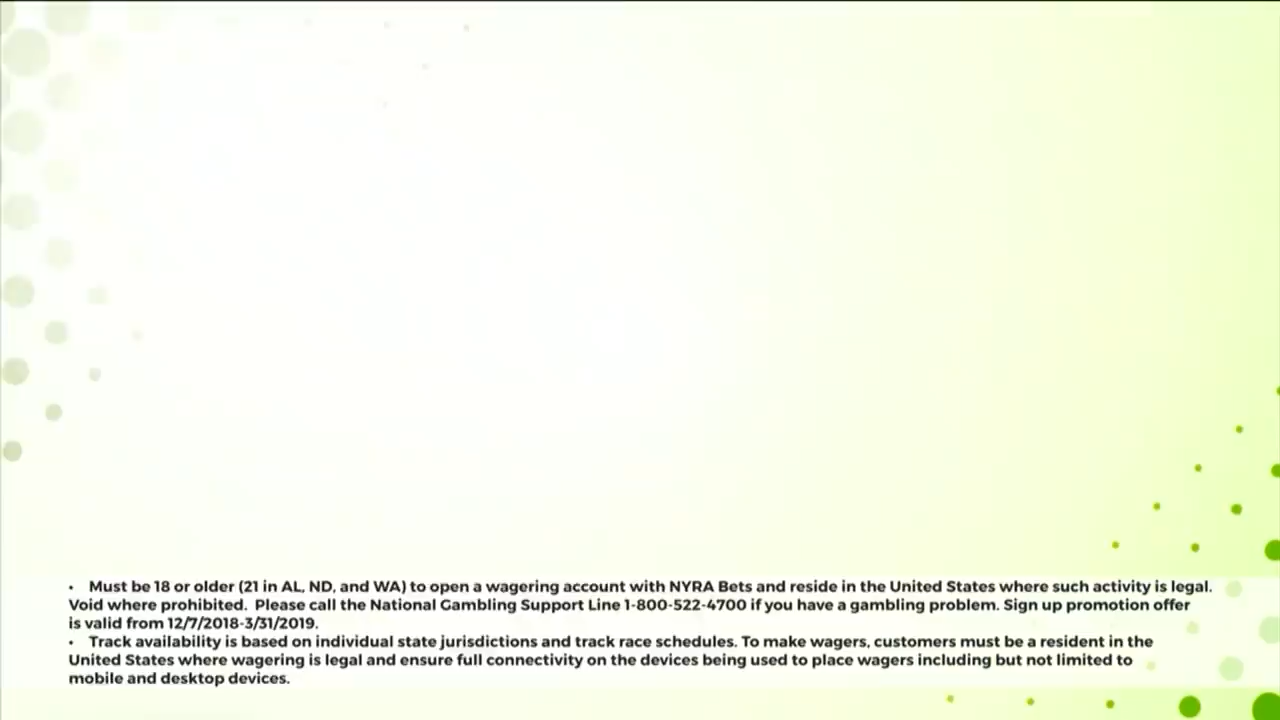 • Must be 18 or older (21 in AL, ND, and WA) to open a wagering account with NYRA Bets and reside in the United States where such activity is legal.
Void where prohibited. Please call the National Gambling Support Line 1-800-522-4700 if you have a gambling problem. Sign up promotion offer
is valid from 12/7/2018-3/31/2019.
• Track availability is based on individual state jurisdictions and track race schedules. To make wagers, customers must be a resident in the
United States where wagering is legal and ensure full connectivity on the devices being used to place wagers including but not limited to
mobile and desktop devices.